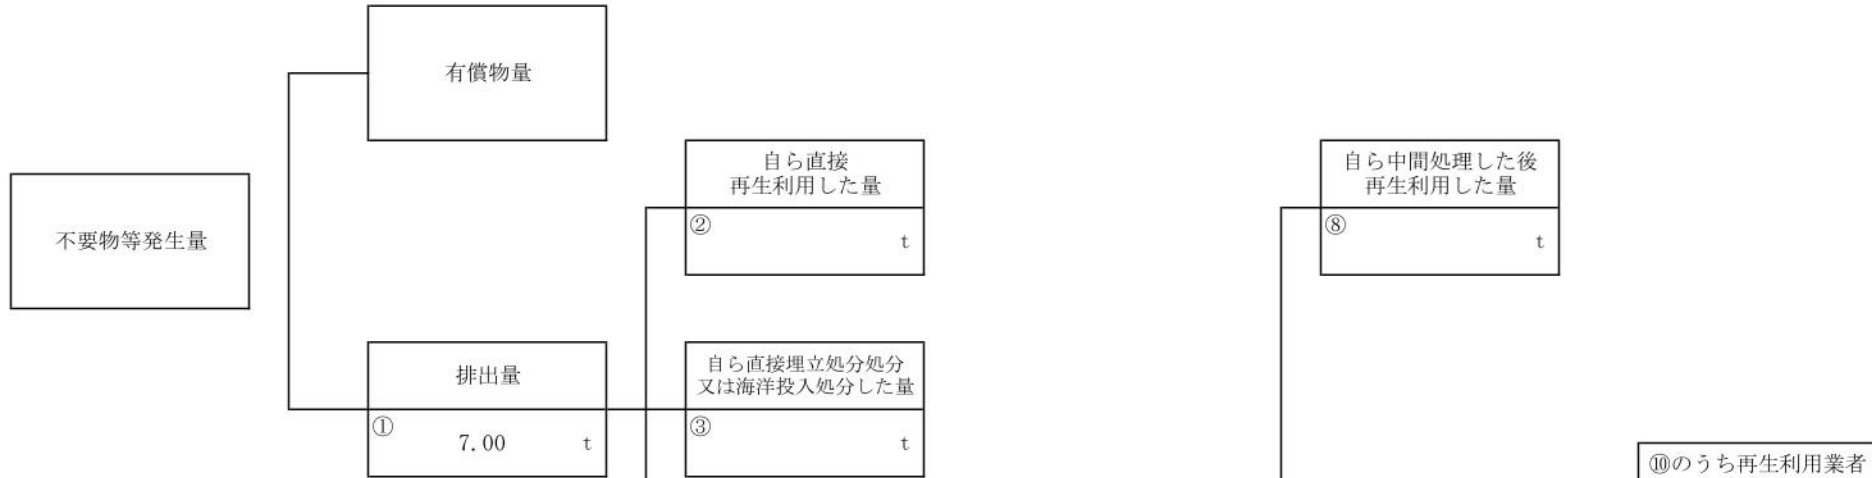 有償物量
自ら直接
再生利用した量
②
t
自ら中間処理した後
再生利用した量
⑧
t
不要物等発生量
排出量
①
7.00 t
自ら直接埋立処分処分
又は海洋投入処分した量
③
t
⑩のうち再生利用業者